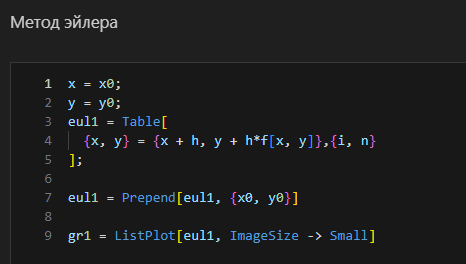 Метод эйлера
1 x = x0;
2 y = y0;
3 eul1 = Table[
4 {x, y} = {x + h, y + h*f[x, y]},{i, n}
5 ];
6
7 eul1 = Prepend[eul1, {x0, y0}]
8
9 gr1 = ListPlot[eul1, ImageSize -> Small]